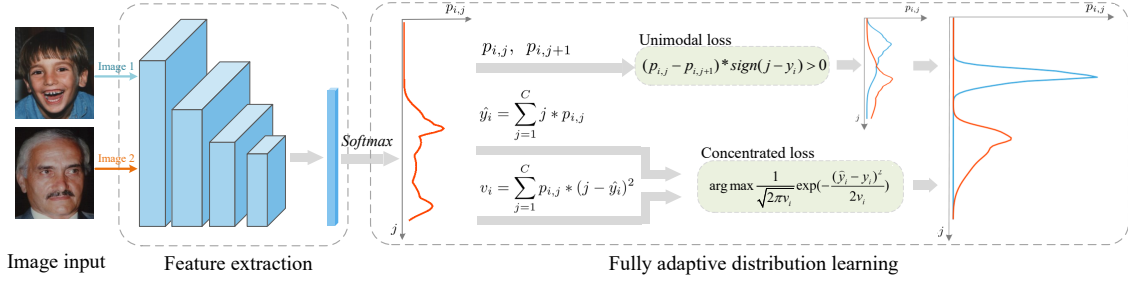 Image 1
Image 2
Image input
Feature extraction
Softmax
p_{i,j}
j
p_{i,j}, p_{i,j+1}
ŷ_i = ∑_{j=1}^{C} j * p_{i,j}
v_i = ∑_{j=1}^{C} p_{i,j} * (j − ŷ_i)^2
Unimodal loss
(p_{i,j} − p_{i,j+1}) * sign(j − y_i) > 0
Concentrated loss
arg max 1/√(2πv_i) exp(−(ŷ_i − y_i)^2/2v_i)
p_{i,j}
j
p_{i,j}
j
Fully adaptive distribution learning